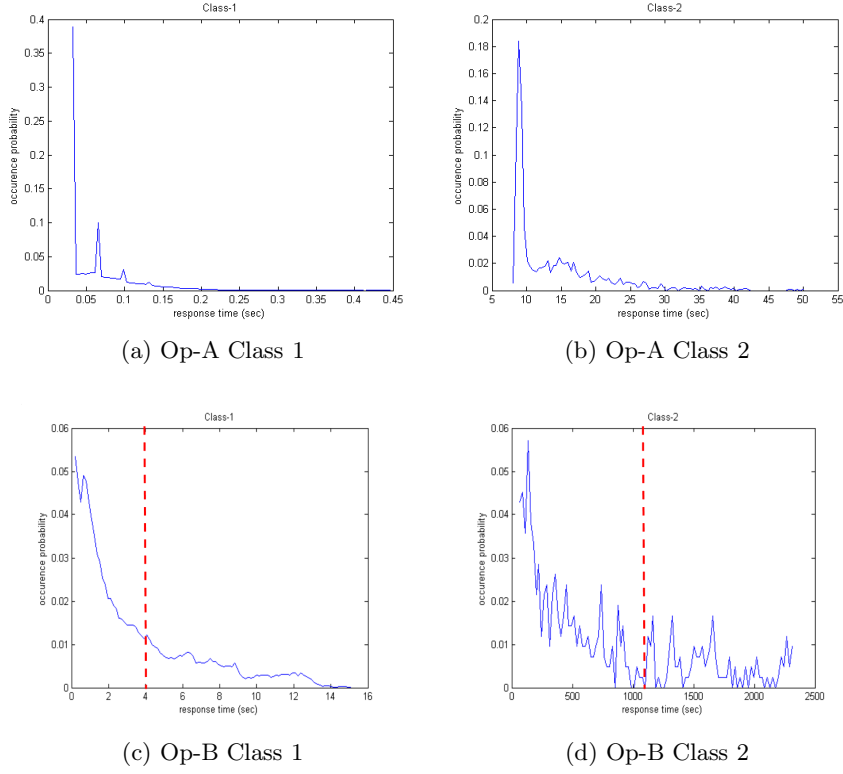 Class-1
occurence probability
0.4
0.35
0.3
0.25
0.2
0.15
0.1
0.05
0
0 0.05 0.1 0.15 0.2 0.25 0.3 0.35 0.4 0.45
response time (sec)
(a) Op-A Class 1
Class-2
occurence probability
0.2
0.18
0.16
0.14
0.12
0.1
0.08
0.06
0.04
0.02
0
5 10 15 20 25 30 35 40 45 50 55
response time (sec)
(b) Op-A Class 2
Class-1
occurence probability
0.06
0.05
0.04
0.03
0.02
0.01
0
0 2 4 6 8 10 12 14 16
response time (sec)
(c) Op-B Class 1
Class-2
occurence probability
0.06
0.05
0.04
0.03
0.02
0.01
0
0 500 1000 1500 2000 2500
response time (sec)
(d) Op-B Class 2